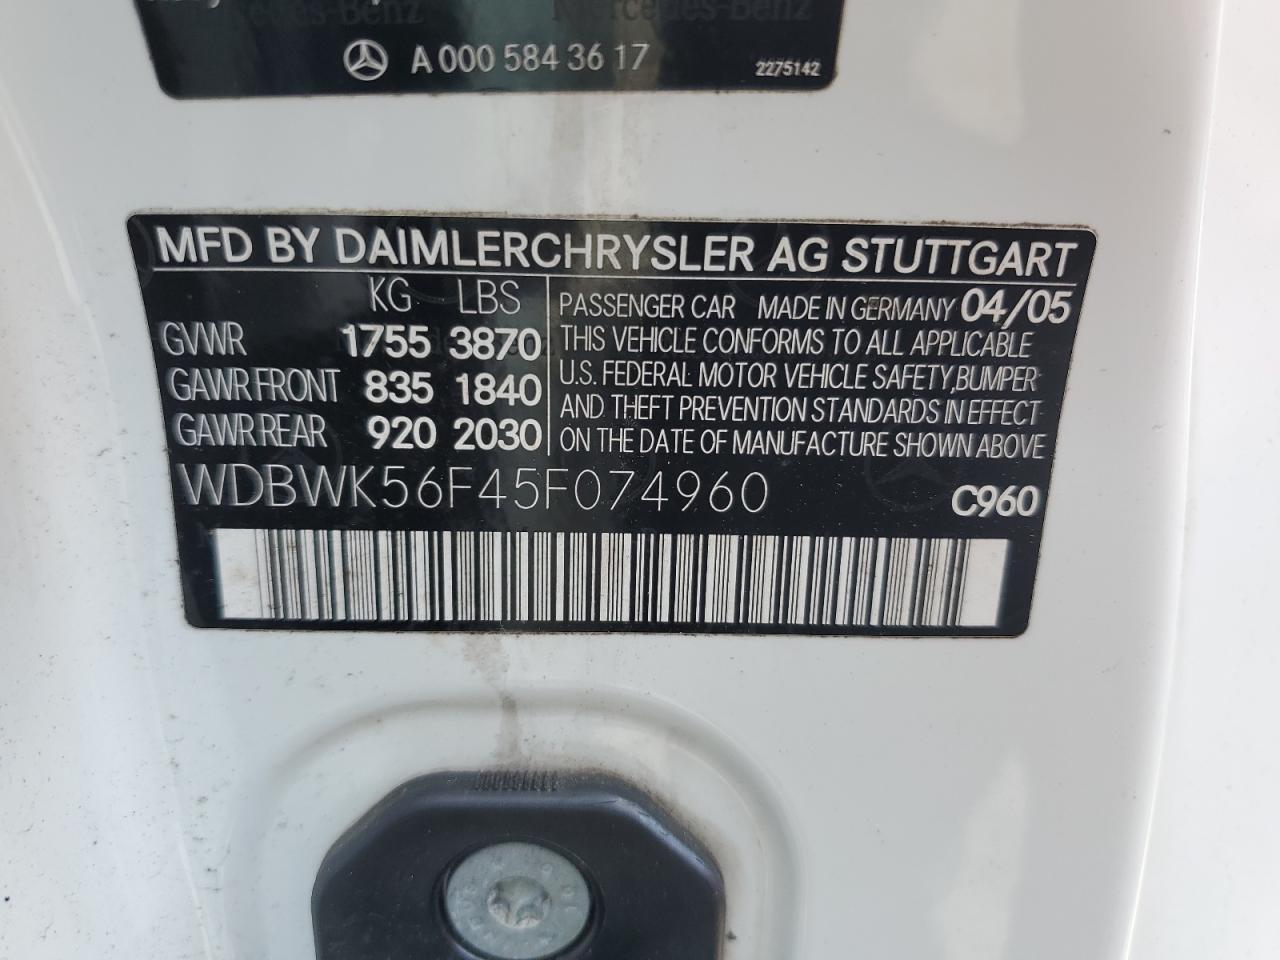 Mercedes-Benz
A 000 584 36 17
2275142
MFD BY DAIMLERCHRYSLER AG STUTTGART
KG LBS
GVWR 1755 3870
GAWR FRONT 835 1840
GAWR REAR 920 2030
PASSENGER CAR MADE IN GERMANY 04/05
THIS VEHICLE CONFORMS TO ALL APPLICABLE
U.S. FEDERAL MOTOR VEHICLE SAFETY,BUMPER
AND THEFT PREVENTION STANDARDS IN EFFECT
ON THE DATE OF MANUFACTURE SHOWN ABOVE
WDBWK56F45F074960
C960